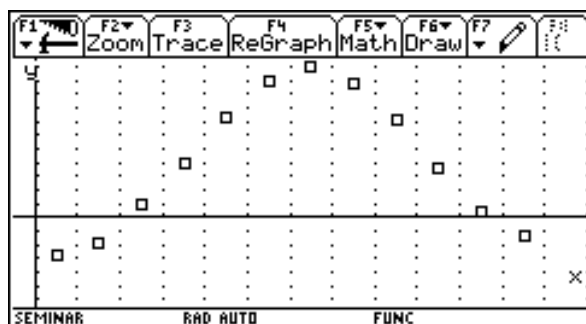 F1 F2 F3 F4 F5 F6 F7
Zoom Trace ReGraph Math Draw
y
x
SEMINAR RAD AUTO FUNC